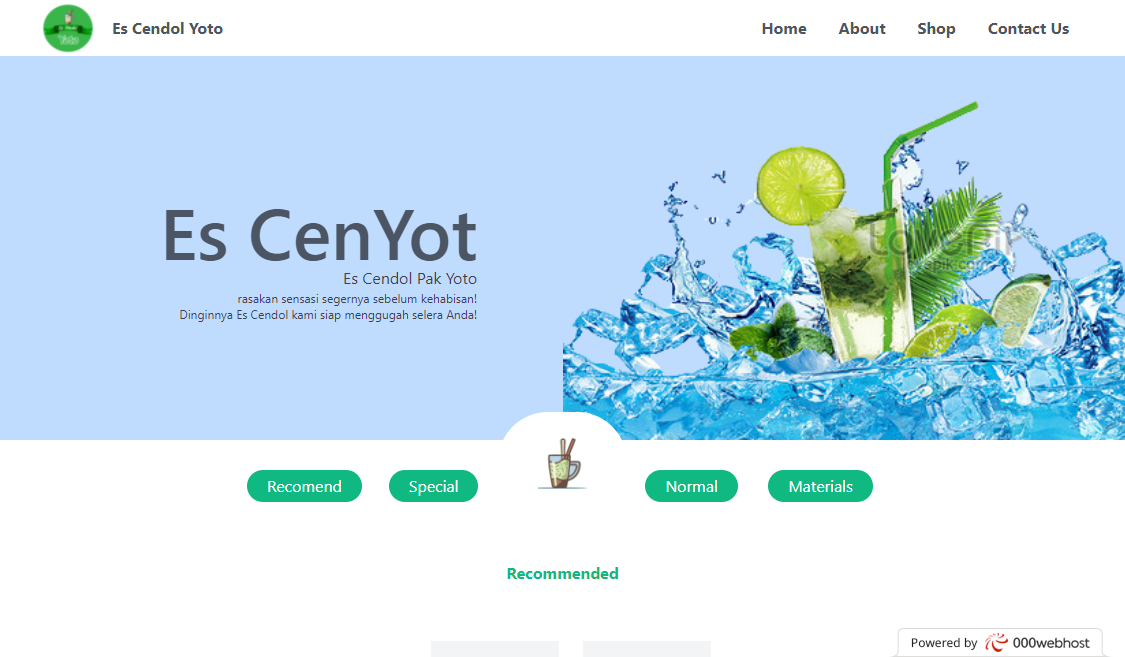 Es Cendol Yoto
Home
About
Shop
Contact Us
Es CenYot
Es Cendol Pak Yoto
rasakan sensasi segernya sebelum kehabisan!
Dinginnya Es Cendol kami siap menggugah selera Anda!
Recomend
Special
Normal
Materials
Recommended
Powered by 000webhost